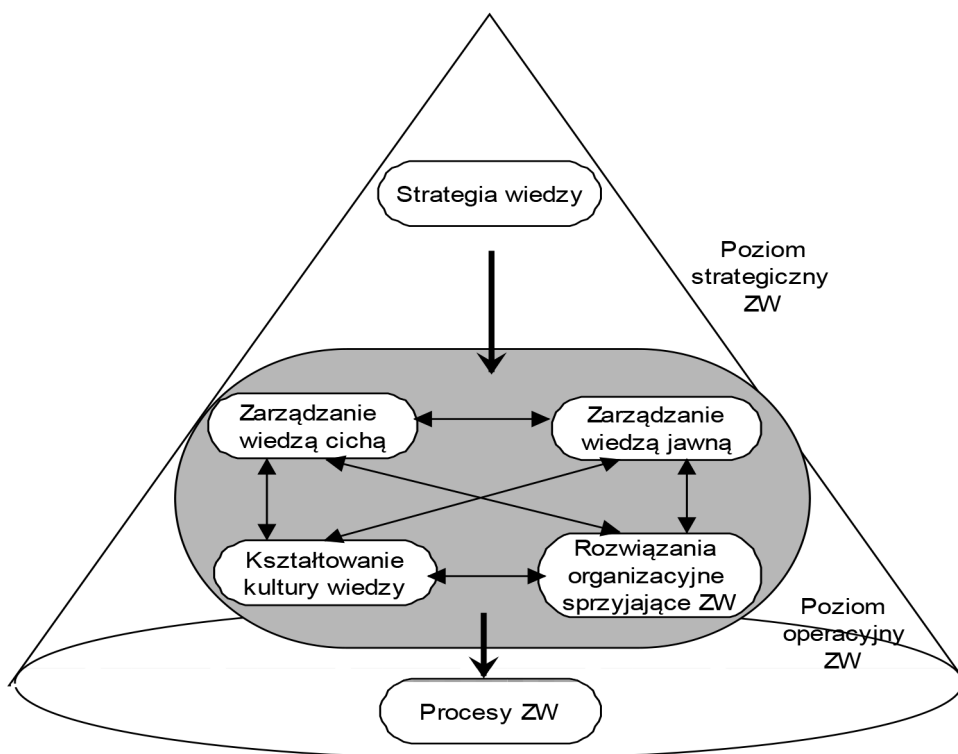 Strategia wiedzy
Poziom
strategiczny
ZW
Zarządzanie
wiedzą cichą
Zarządzanie
wiedzą jawną
Kształtowanie
kultury wiedzy
Rozwiązania
organizacyjne
sprzyjające ZW
Poziom
operacyjny
ZW
Procesy ZW